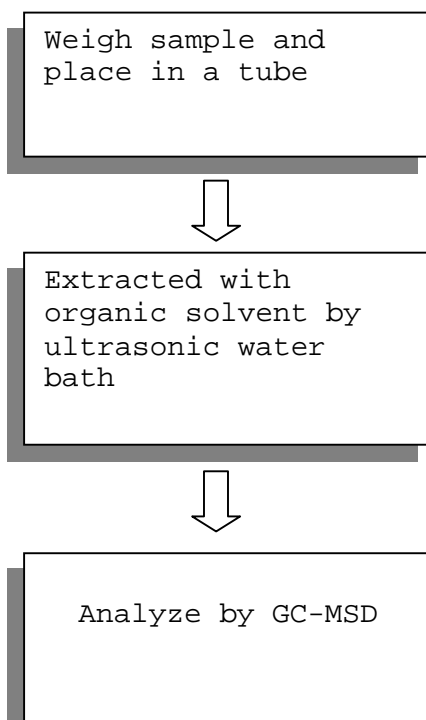 Weigh sample and
place in a tube
Extracted with
organic solvent by
ultrasonic water
bath
Analyze by GC-MSD